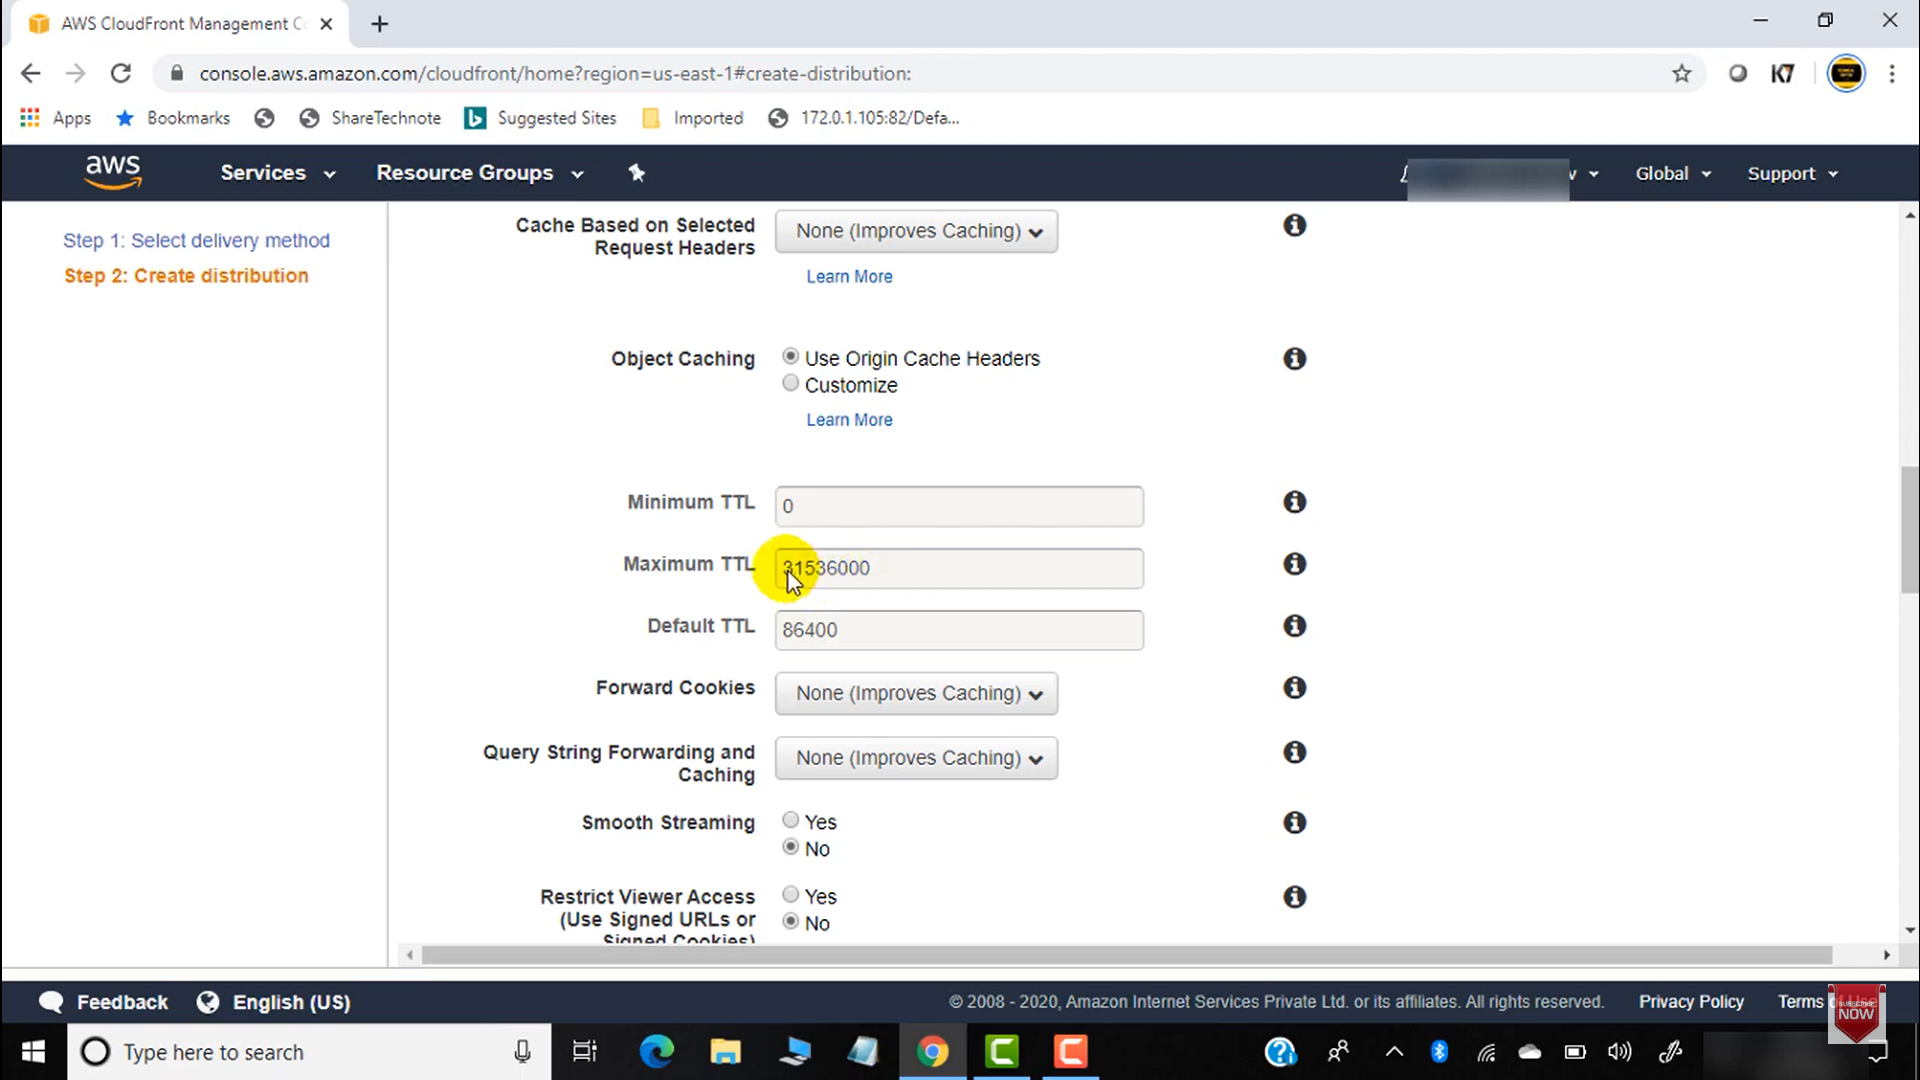 AWS CloudFront Management C
console.aws.amazon.com/cloudfront/home?region=us-east-1#create-distribution:
K7
Apps
Bookmarks
ShareTechnote
Suggested Sites
Imported
172.0.1.105:82/Defa...
aws
Services
Resource Groups
Global
Support
Step 1: Select delivery method
Step 2: Create distribution
Cache Based on Selected
Request Headers
None (Improves Caching)
Learn More
Object Caching
Use Origin Cache Headers
Customize
Learn More
Minimum TTL
0
Maximum TTL
31536000
Default TTL
86400
Forward Cookies
None (Improves Caching)
Query String Forwarding and
Caching
None (Improves Caching)
Smooth Streaming
Yes
No
Restrict Viewer Access
(Use Signed URLs or
Signed Cookies)
Yes
No
Feedback
English (US)
© 2008 - 2020, Amazon Internet Services Private Ltd. or its affiliates. All rights reserved.
Privacy Policy
Terms of Use
SUBSCRIBE
NOW
Type here to search